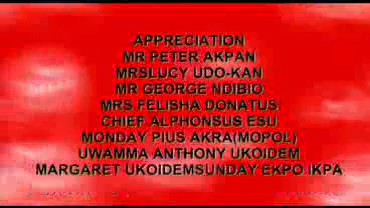 APPRECIATION
MR PETER AKPAN
MRSLUCY UDO-KAN
MR GEORGE NDIBIO
MRS FELISHA DONATUS
CHIEF ALPHONSUS ESU
MONDAY PIUS AKRA(MOPOL)
UWAMMA ANTHONY UKOIDEM
MARGARET UKOIDEMSUNDAY EKPO IKPA